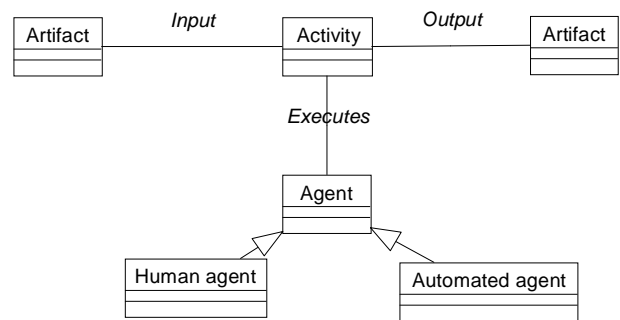 Input
Output
Artifact
Activity
Artifact
Executes
Agent
Human agent
Automated agent